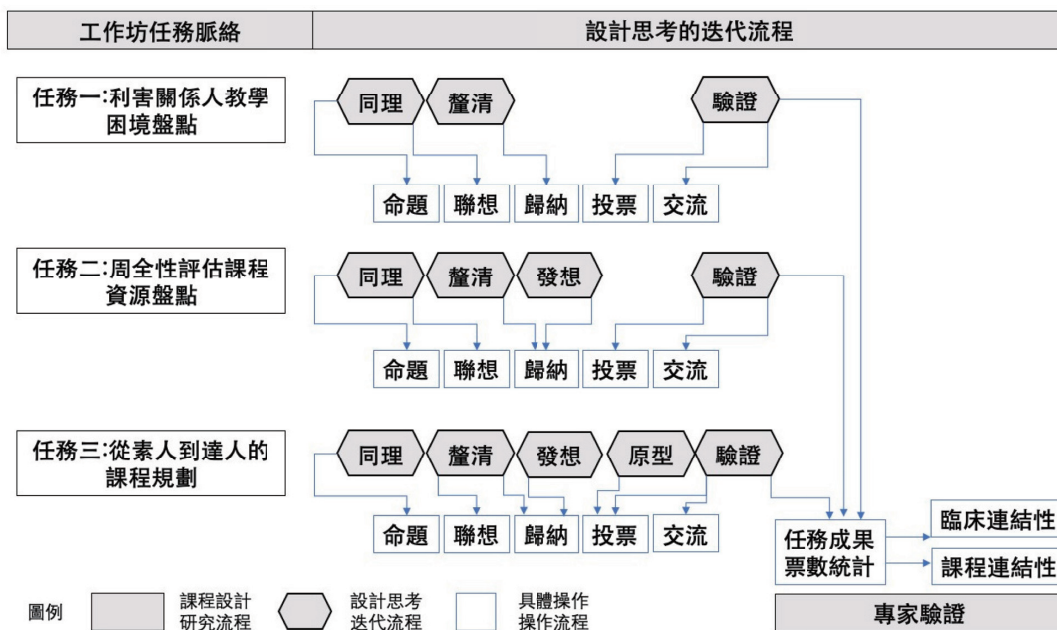 工作坊任務脈絡
設計思考的迭代流程
任務一:利害關係人教學
困境盤點
同理
釐清
驗證
命題
聯想
歸納
投票
交流
任務二:周全性評估課程
資源盤點
同理
釐清
發想
驗證
命題
聯想
歸納
投票
交流
任務三:從素人到達人的
課程規劃
同理
釐清
發想
原型
驗證
命題
聯想
歸納
投票
交流
任務成果
票數統計
臨床連結性
課程連結性
圖例
課程設計
研究流程
設計思考
迭代流程
具體操作
操作流程
專家驗證